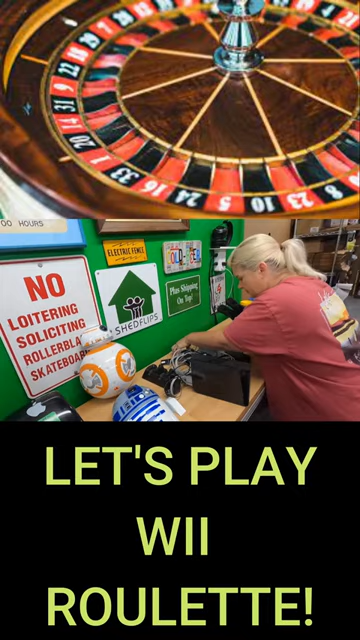 00 HOURS
ELECTRIC FENCE
NO
LOITERING
SOLICITING
ROLLERBLA
SKATEBOAR
SHEDFLIPS
Plus Shipping
On Top!
LET'S PLAY
WII
ROULETTE!